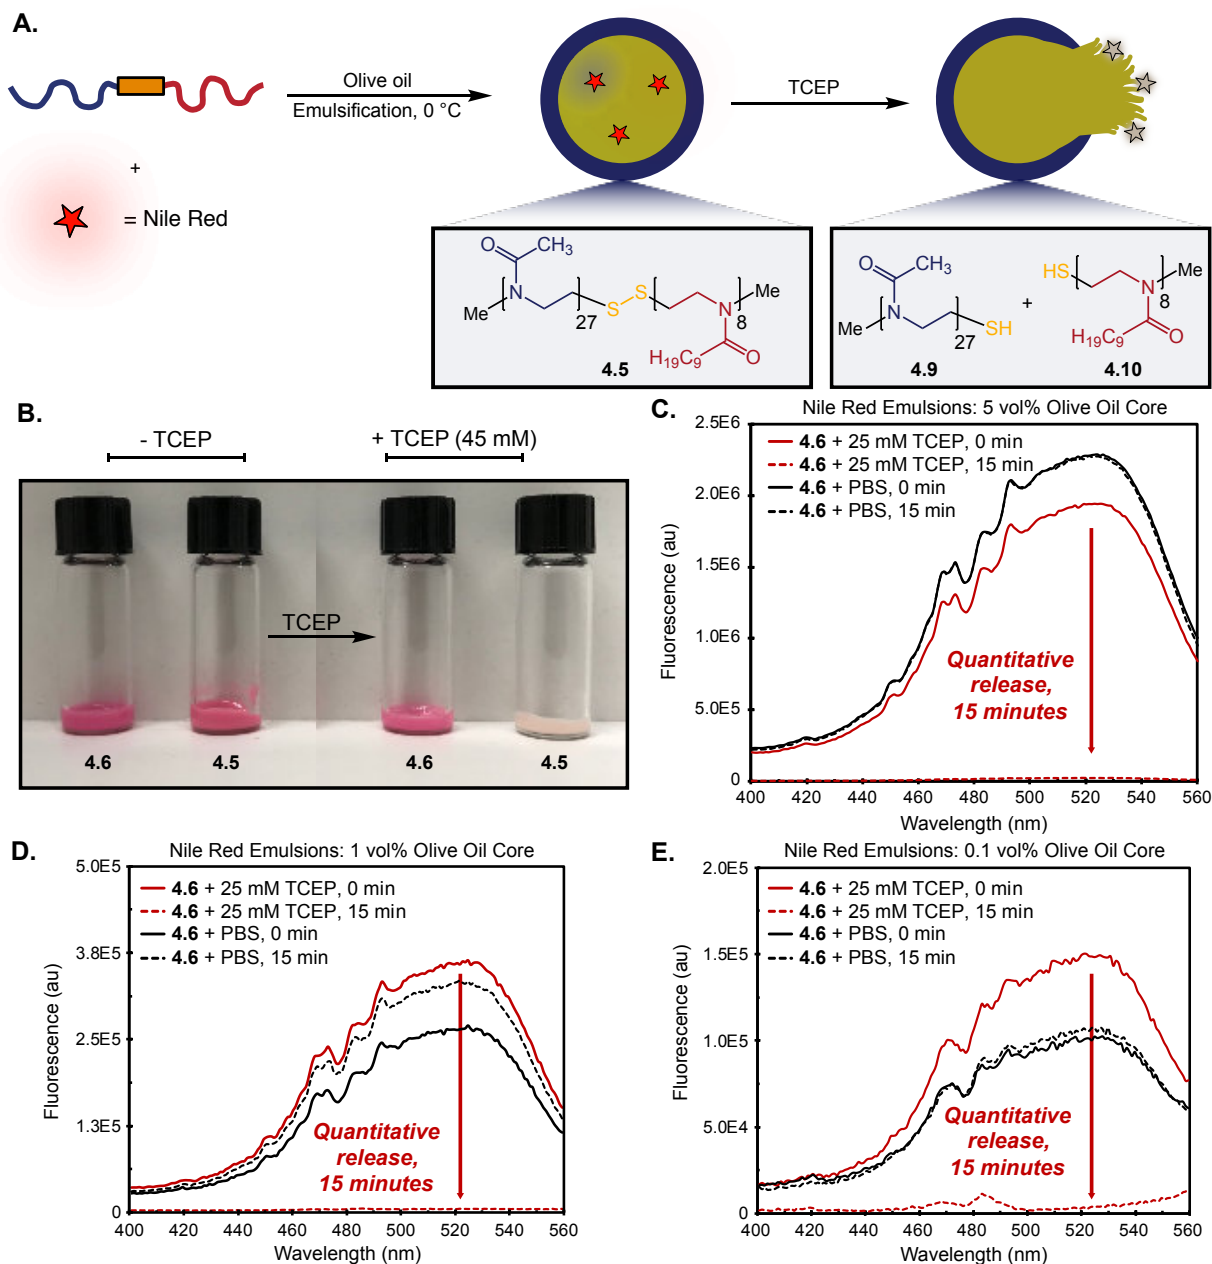 A.
Olive oil
Emulsification, 0 °C
TCEP
+
= Nile Red
O
CH₃
N
Me
27
S
S
N
8
Me
H₁₉C₉
O
4.5
O
CH₃
N
Me
27
SH
4.9
+
HS
N
8
Me
H₁₉C₉
O
4.10
B.
- TCEP
+ TCEP (45 mM)
TCEP
4.6
4.5
4.6
4.5
C.
Nile Red Emulsions: 5 vol% Olive Oil Core
4.6 + 25 mM TCEP, 0 min
4.6 + 25 mM TCEP, 15 min
4.6 + PBS, 0 min
4.6 + PBS, 15 min
Quantitative
release,
15 minutes
Fluorescence (au)
2.5E6
2.0E6
1.5E6
1.0E6
5.0E5
0
400 420 440 460 480 500 520 540 560
Wavelength (nm)
D.
Nile Red Emulsions: 1 vol% Olive Oil Core
4.6 + 25 mM TCEP, 0 min
4.6 + 25 mM TCEP, 15 min
4.6 + PBS, 0 min
4.6 + PBS, 15 min
Quantitative
release,
15 minutes
Fluorescence (au)
5.0E5
3.8E5
2.5E5
1.3E5
0
400 420 440 460 480 500 520 540 560
Wavelength (nm)
E.
Nile Red Emulsions: 0.1 vol% Olive Oil Core
4.6 + 25 mM TCEP, 0 min
4.6 + 25 mM TCEP, 15 min
4.6 + PBS, 0 min
4.6 + PBS, 15 min
Quantitative
release,
15 minutes
Fluorescence (au)
2.0E5
1.5E5
1.0E5
5.0E4
0
400 420 440 460 480 500 520 540 560
Wavelength (nm)